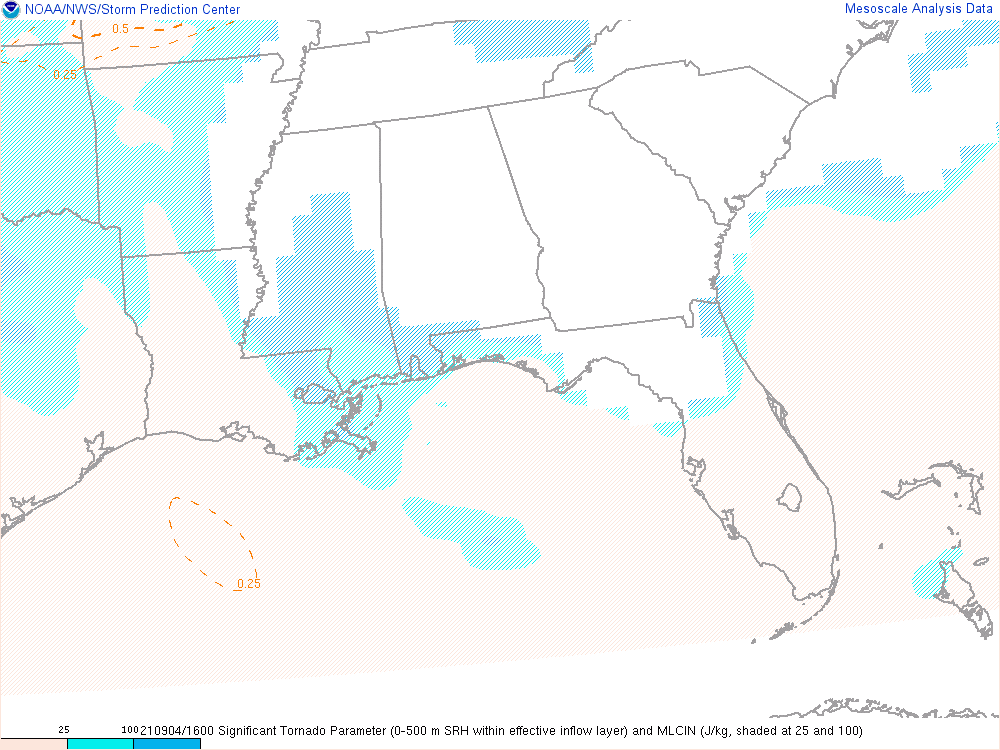 NOAA/NWS/Storm Prediction Center
Mesoscale Analysis Data
0.5
0.25
0.25
25
100
210904/1600 Significant Tornado Parameter (0-500 m SRH within effective inflow layer) and MLCIN (J/kg, shaded at 25 and 100)